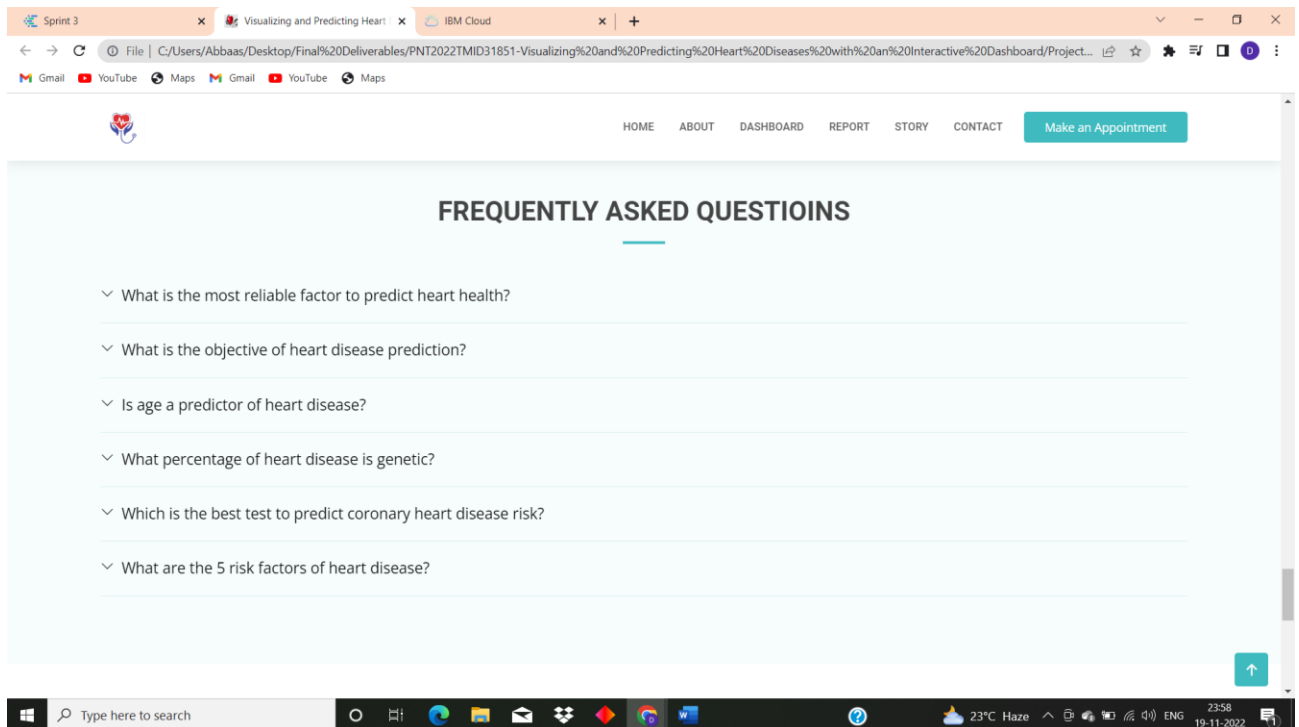 Sprint 3
Visualizing and Predicting Heart
IBM Cloud
File | C:/Users/Abbaas/Desktop/Final%20Deliverables/PNT2022TMID31851-Visualizing%20and%20Predicting%20Heart%20Diseases%20with%20an%20Interactive%20Dashboard/Project...
D
Gmail YouTube Maps Gmail YouTube Maps
HOME ABOUT DASHBOARD REPORT STORY CONTACT Make an Appointment
FREQUENTLY ASKED QUESTIOINS
What is the most reliable factor to predict heart health?
What is the objective of heart disease prediction?
Is age a predictor of heart disease?
What percentage of heart disease is genetic?
Which is the best test to predict coronary heart disease risk?
What are the 5 risk factors of heart disease?
Type here to search
23°C Haze
ENG
23:58
19-11-2022